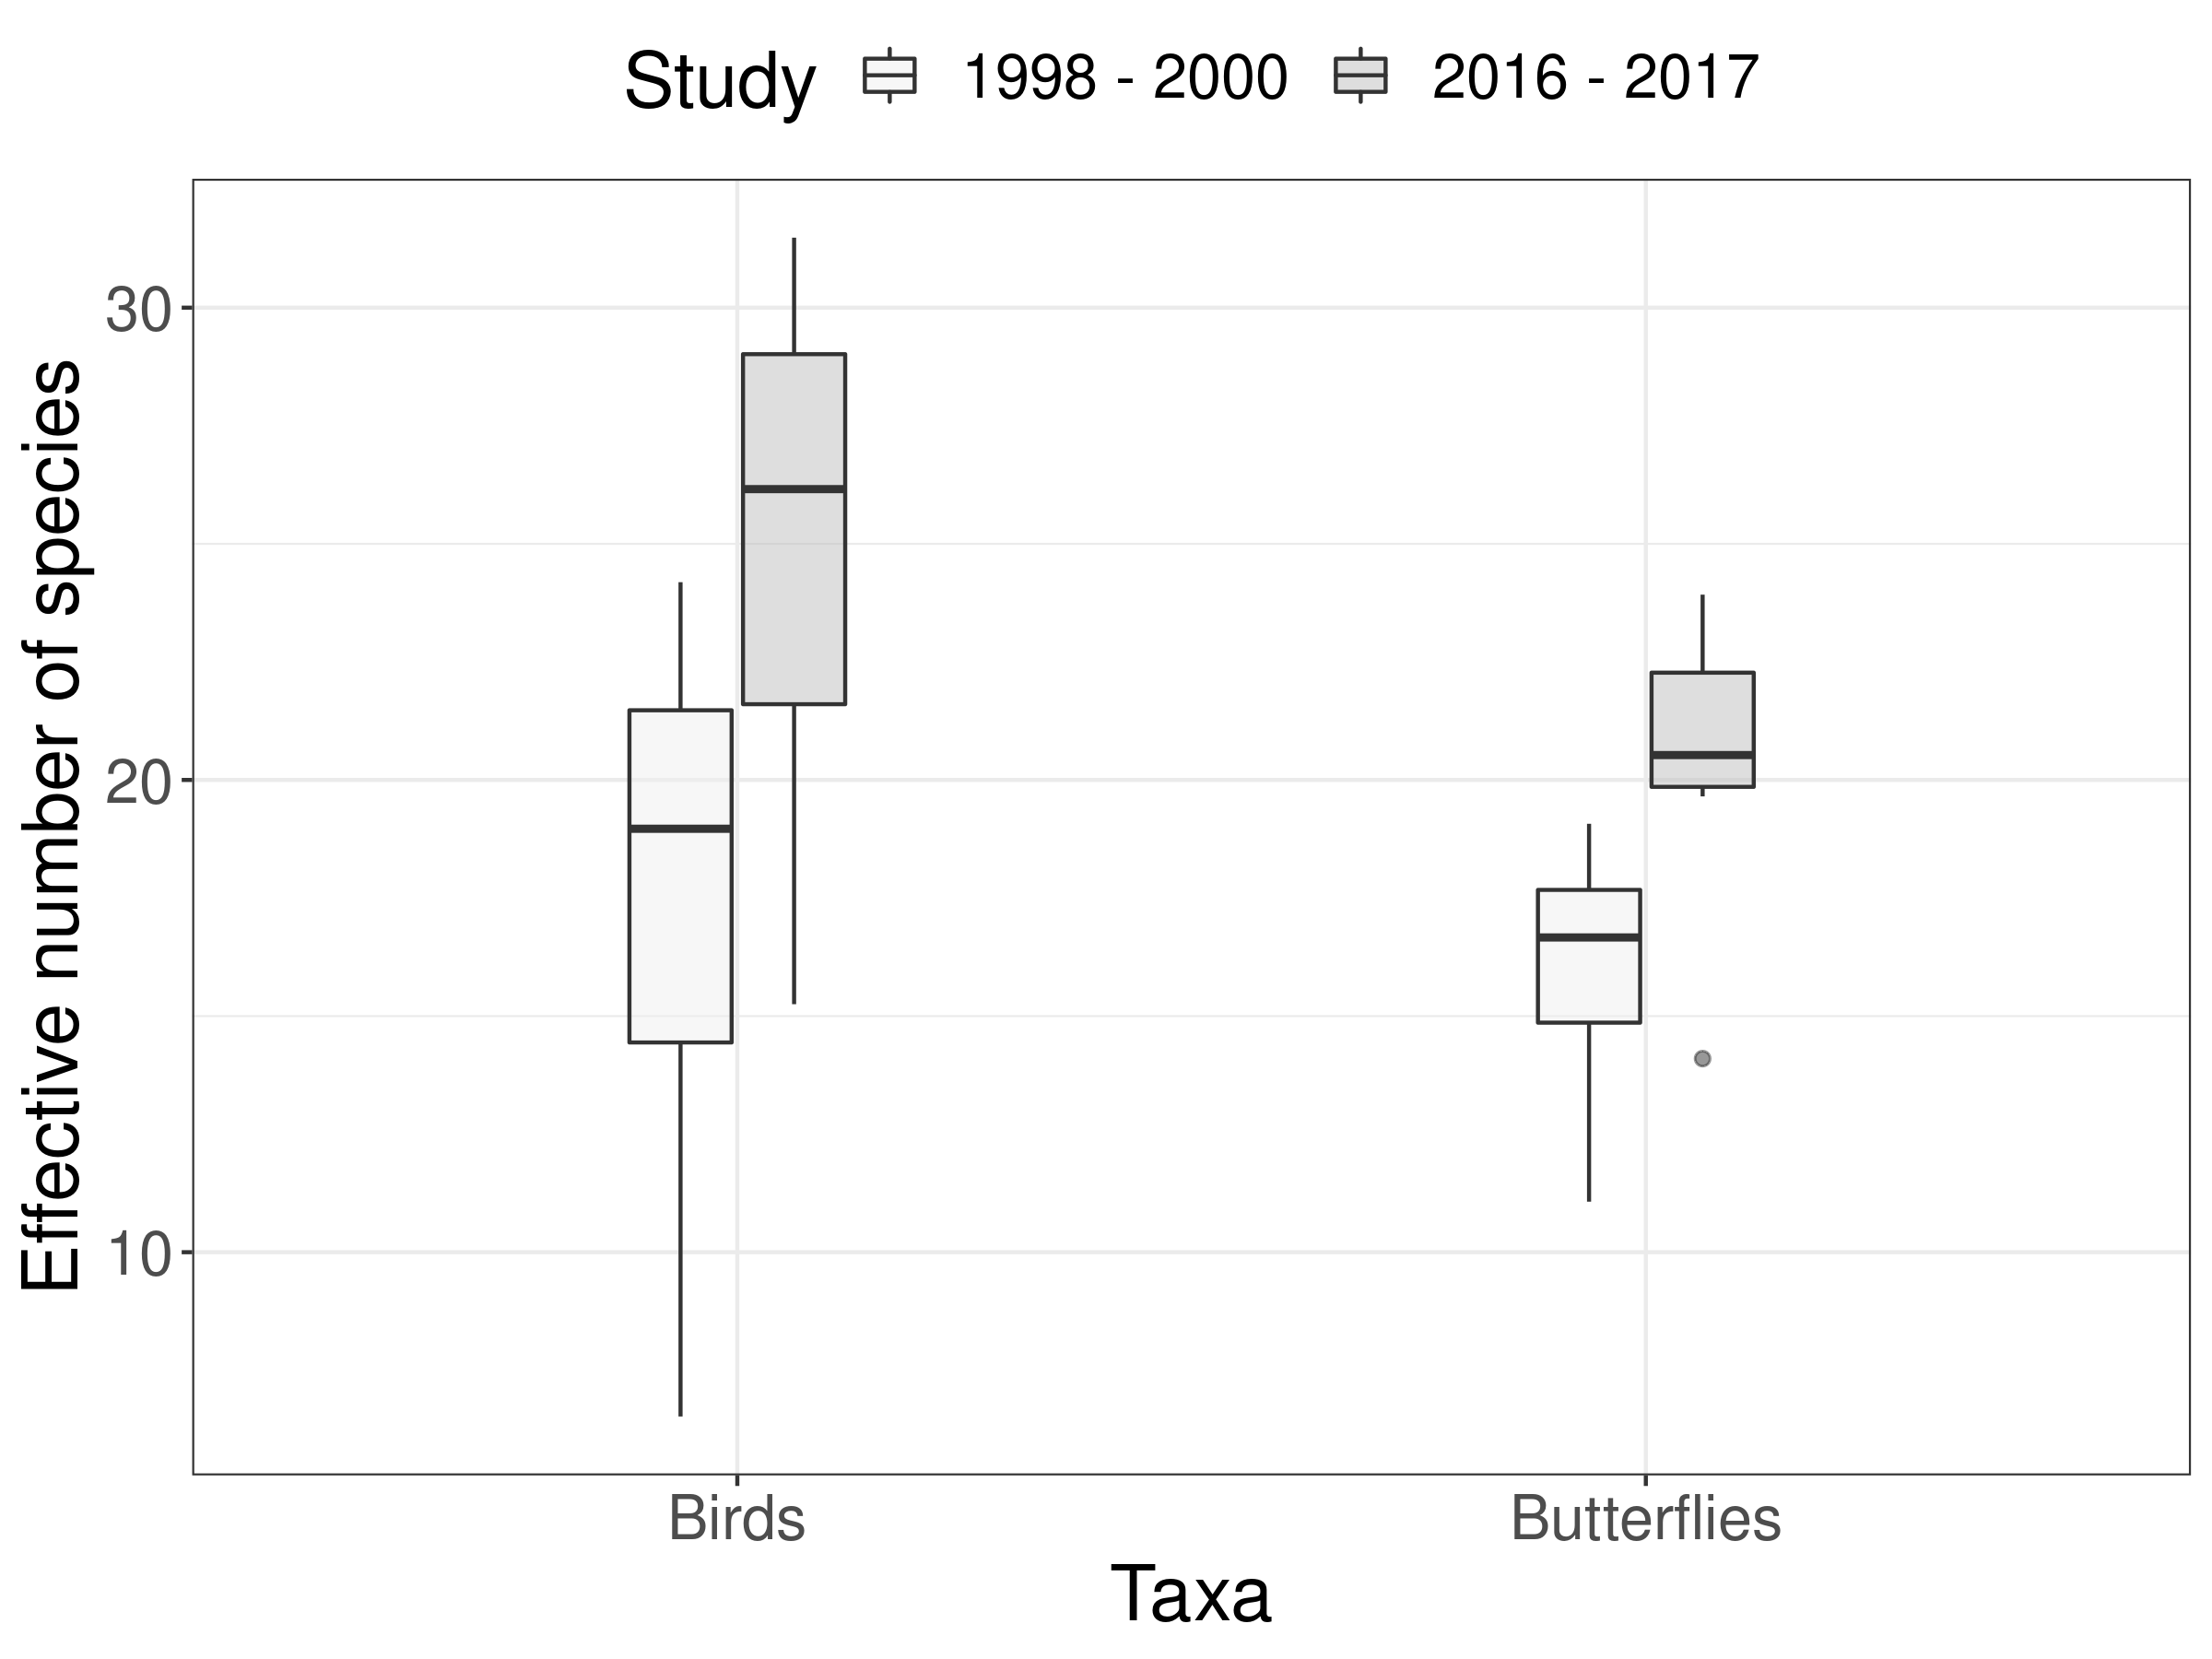 Study 1998 - 2000 2016 - 2017
Effective number of species
30
20
10
Birds Butterflies
Taxa